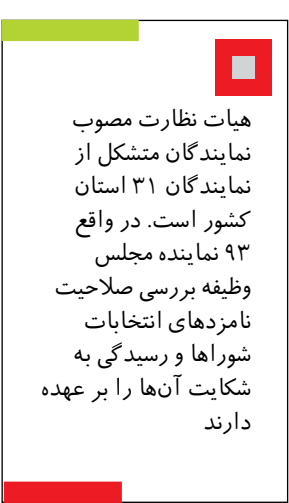 هیات نظارت مصوب
نمایندگان متشکل از
نمایندگان ۳۱ استان
کشور است. در واقع
۹۳ نماینده مجلس
وظیفه بررسی صلاحیت
نامزدهای انتخابات
شوراها و رسیدگی به
شکایت آن‌ها را بر عهده
دارند